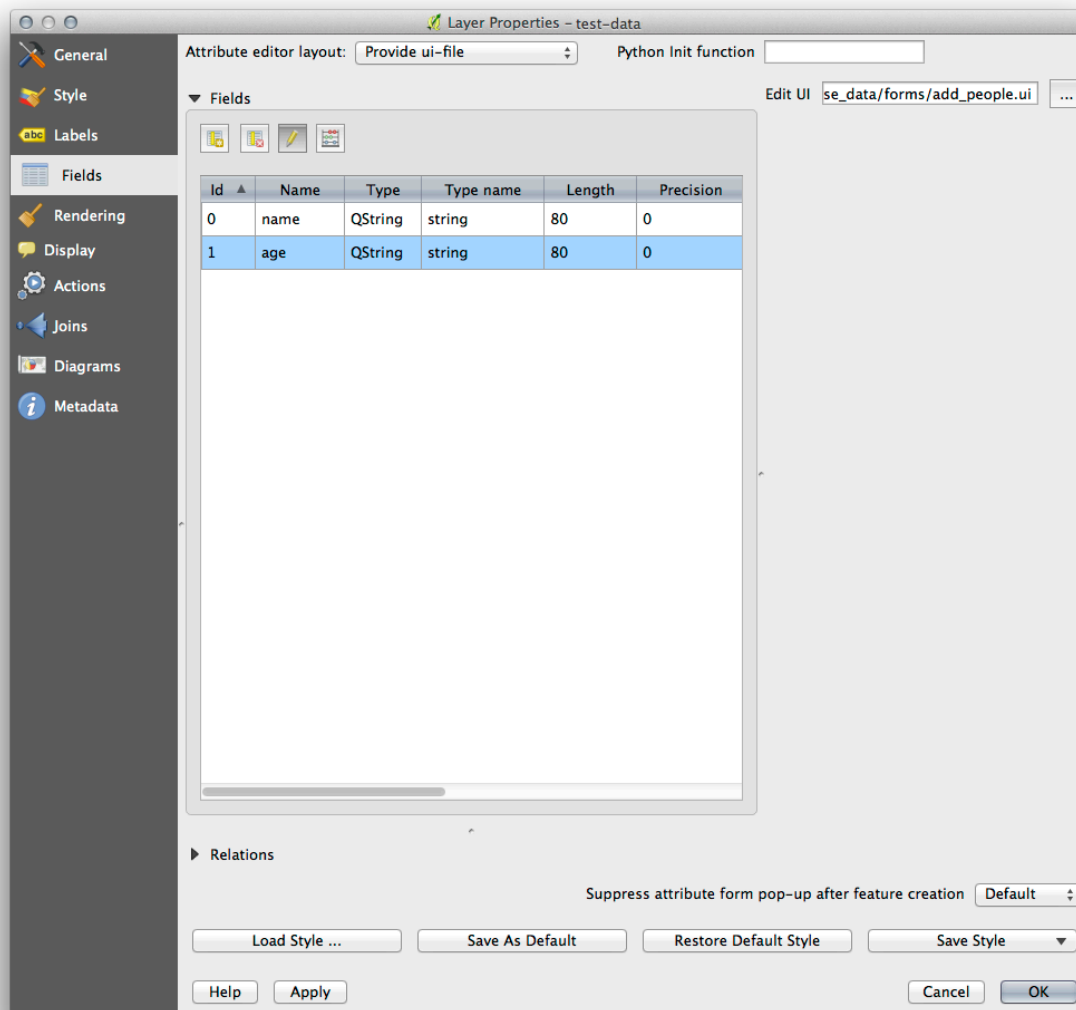 Layer Properties – test-data
General
Style
abc Labels
Fields
Rendering
Display
Actions
Joins
Diagrams
i Metadata
Attribute editor layout: Provide ui-file Python Init function
Fields
Edit UI se_data/forms/add_people.ui ...
Id Name Type Type name Length Precision
0 name QString string 80 0
1 age QString string 80 0
Relations
Suppress attribute form pop-up after feature creation Default
Load Style ... Save As Default Restore Default Style Save Style
Help Apply Cancel OK